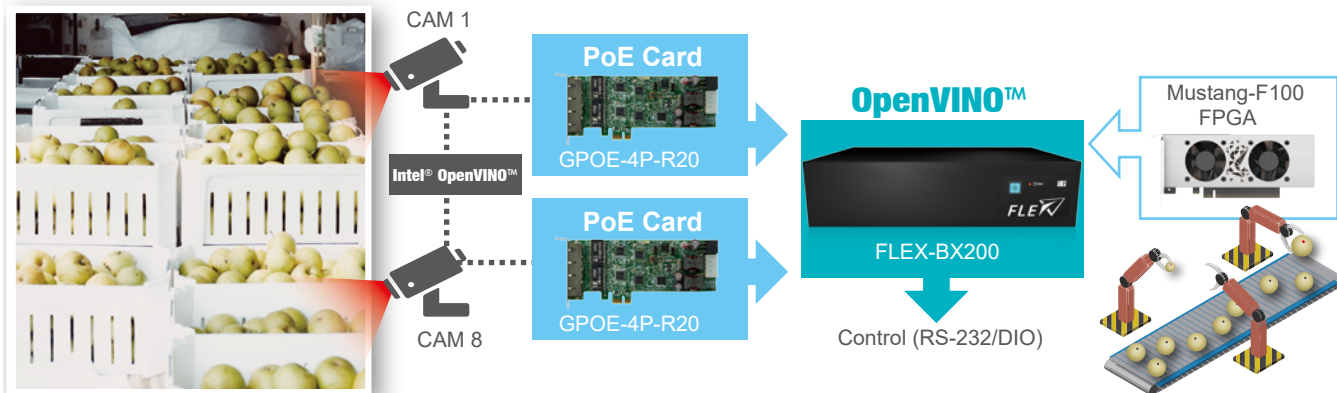 CAM 1
Intel® OpenVINO™
CAM 8
PoE Card
GPOE-4P-R20
PoE Card
GPOE-4P-R20
OpenVINO™
FLEX
FLEX-BX200
Control (RS-232/DIO)
Mustang-F100
FPGA